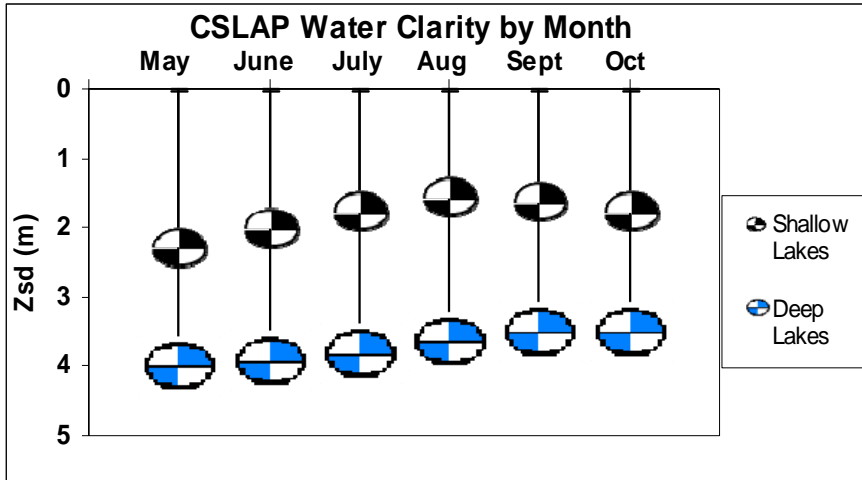 CSLAP Water Clarity by Month
May June July Aug Sept Oct
0
1
2
3
4
5
Zsd (m)
Shallow
Lakes
Deep
Lakes